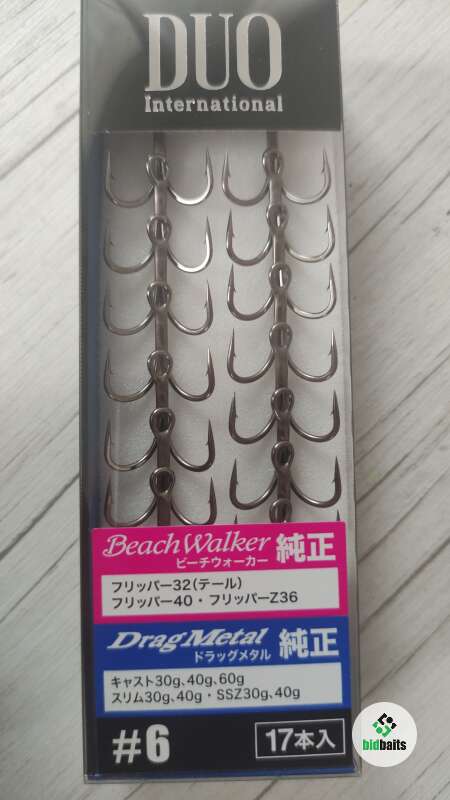 DUO
International
BeachWalker 純正
ビーチウォーカー
フリッパー32(テール)
フリッパー40・フリッパーZ36
DragMetal 純正
ドラッグメタル
キャスト30g、40g、60g
スリム30g、40g・SSZ30g、40g
#6 17本入
bidbaits